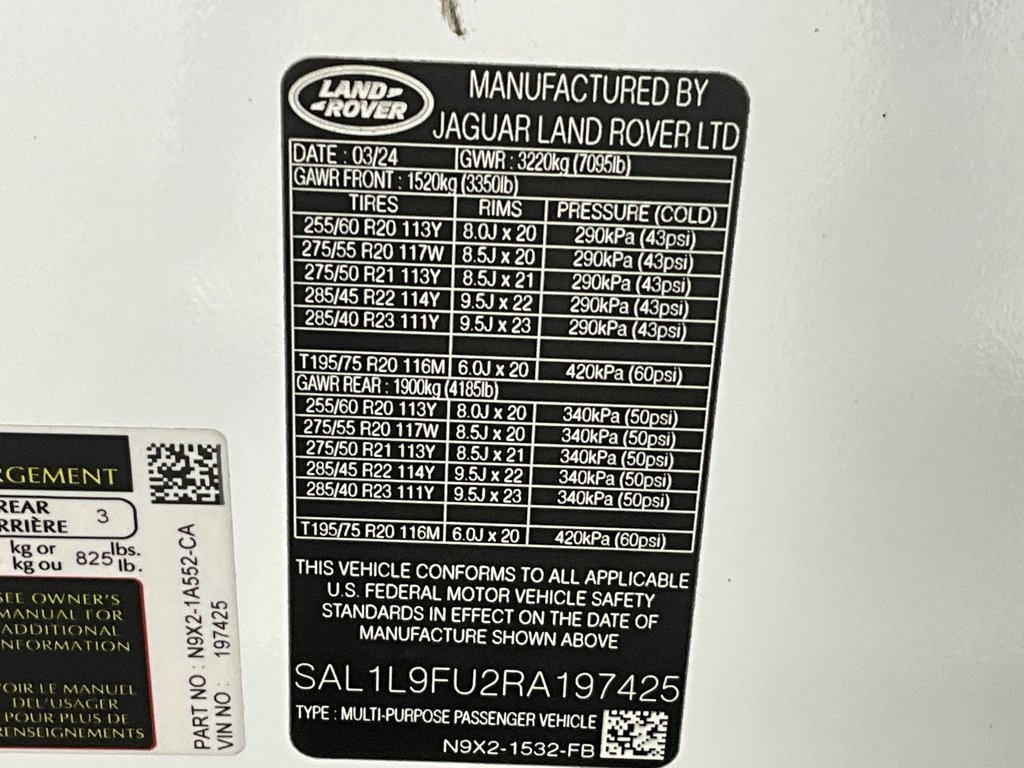 LAND
ROVER
MANUFACTURED BY
JAGUAR LAND ROVER LTD
DATE : 03/24 GVWR : 3220kg (7095lb)
GAWR FRONT : 1520kg (3350lb)
TIRES RIMS PRESSURE (COLD)
255/60 R20 113Y 8.0J x 20 290kPa (43psi)
275/55 R20 117W 8.5J x 20 290kPa (43psi)
275/50 R21 113Y 8.5J x 21 290kPa (43psi)
285/45 R22 114Y 9.5J x 22 290kPa (43psi)
285/40 R23 111Y 9.5J x 23 290kPa (43psi)
T195/75 R20 116M 6.0J x 20 420kPa (60psi)
GAWR REAR : 1900kg (4185lb)
255/60 R20 113Y 8.0J x 20 340kPa (50psi)
275/55 R20 117W 8.5J x 20 340kPa (50psi)
275/50 R21 113Y 8.5J x 21 340kPa (50psi)
285/45 R22 114Y 9.5J x 22 340kPa (50psi)
285/40 R23 111Y 9.5J x 23 340kPa (50psi)
T195/75 R20 116M 6.0J x 20 420kPa (60psi)
THIS VEHICLE CONFORMS TO ALL APPLICABLE
U.S. FEDERAL MOTOR VEHICLE SAFETY
STANDARDS IN EFFECT ON THE DATE OF
MANUFACTURE SHOWN ABOVE
SAL1L9FU2RA197425
TYPE : MULTI-PURPOSE PASSENGER VEHICLE
N9X2-1532-FB
RGEMENT
REAR
RRIÈRE 3
kg or 825 lbs.
kg ou lb.
SEE OWNER'S
MANUAL FOR
ADDITIONAL
NFORMATION
OIR LE MANUEL
DE L'USAGER
POUR PLUS DE
RENSEIGNEMENTS
PART NO : N9X2-1A552-CA
VIN NO : 197425